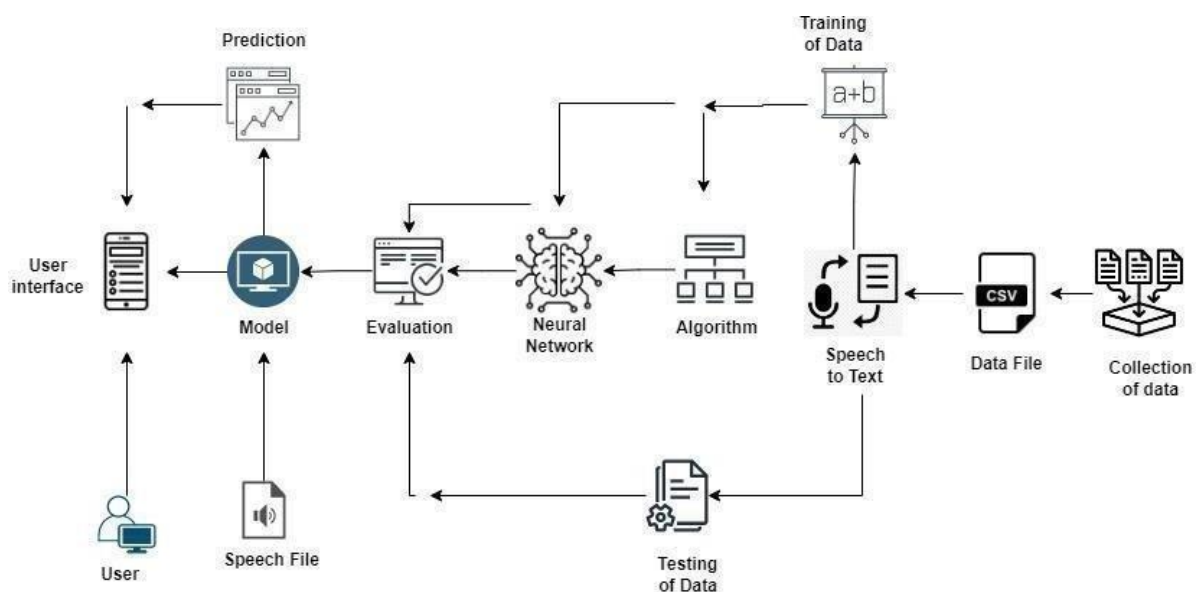 Prediction
Training
of Data
a+b
User
interface
Model
Evaluation
Neural
Network
Algorithm
Speech
to Text
CSV
Data File
Collection
of data
User
Speech File
Testing
of Data